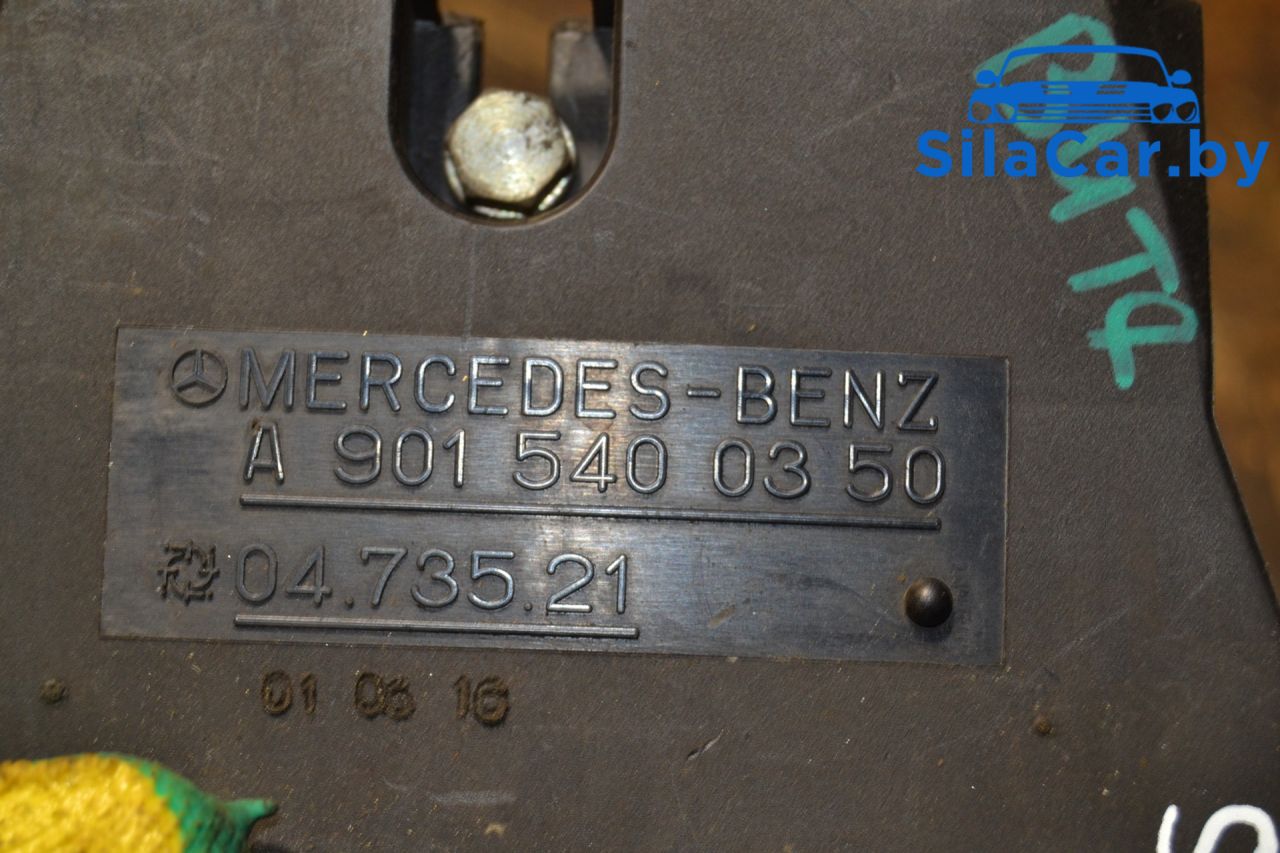 SilaCar.by
MERCEDES-BENZ
A 901 540 03 50
04.735.21
01 06 16
S